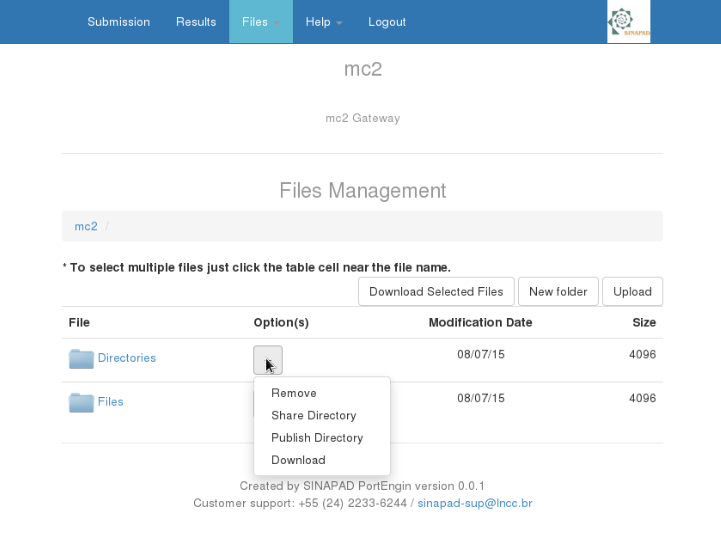 Submission Results Files Help Logout
SINAPAD
mc2
mc2 Gateway
Files Management
mc2 /
* To select multiple files just click the table cell near the file name.
Download Selected Files New folder Upload
File Option(s) Modification Date Size
Directories 08/07/15 4096
Remove
Share Directory
Publish Directory
Download
Files 08/07/15 4096
Created by SINAPAD PortEngin version 0.0.1
Customer support: +55 (24) 2233-6244 / sinapad-sup@lncc.br